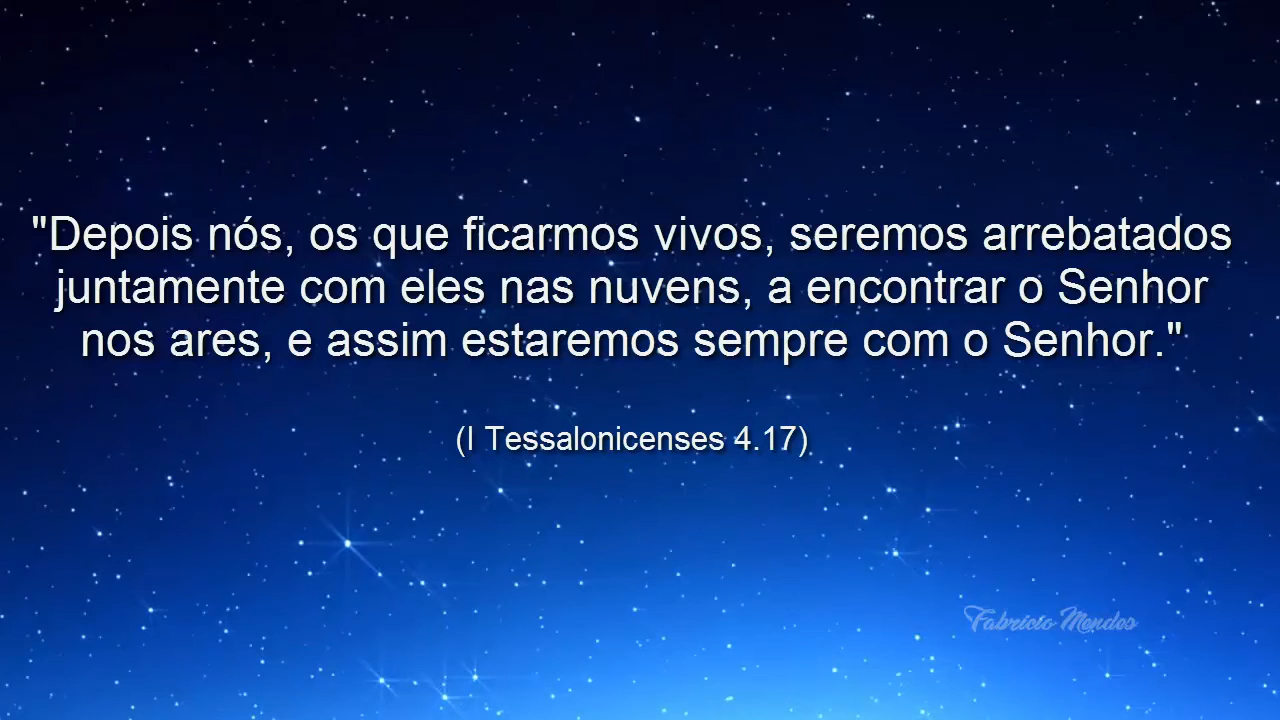 "Depois nós, os que ficarmos vivos, seremos arrebatados
juntamente com eles nas nuvens, a encontrar o Senhor
nos ares, e assim estaremos sempre com o Senhor."
(I Tessalonicenses 4.17)
Fabricio Mendes